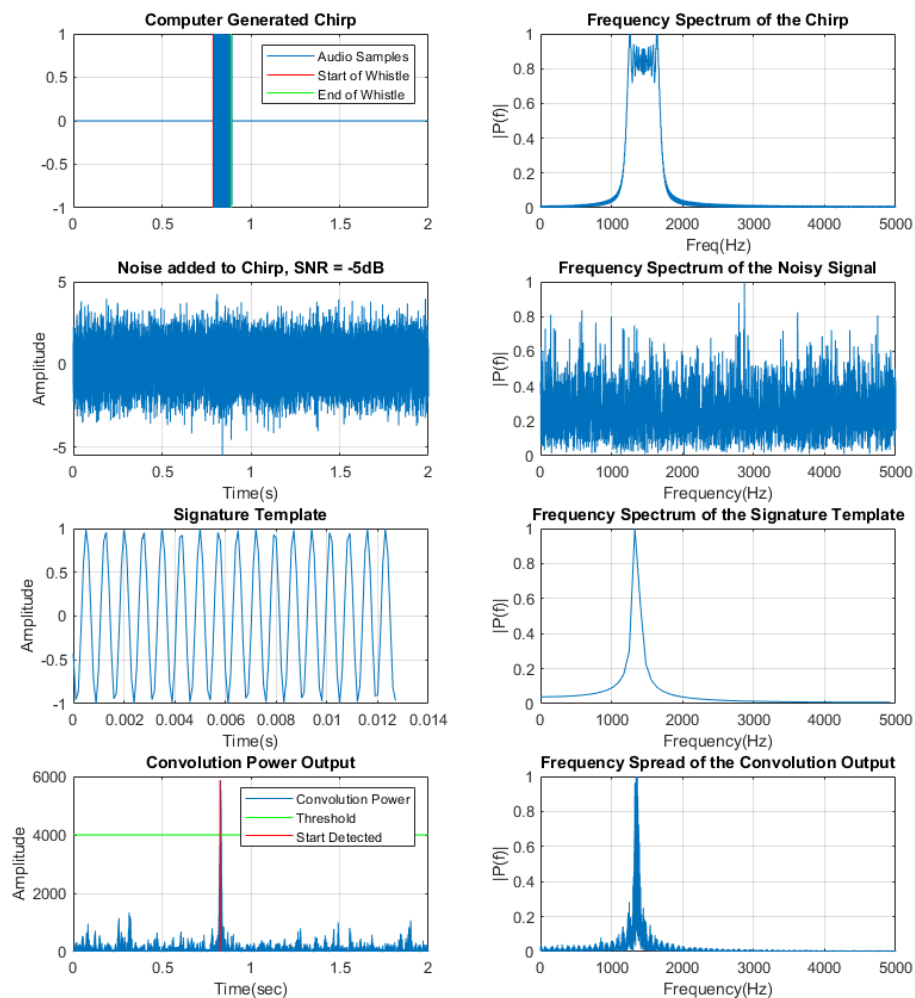 Computer Generated Chirp
1
0.5
0
-0.5
-1
0 0.5 1 1.5 2
Audio Samples
Start of Whistle
End of Whistle
Frequency Spectrum of the Chirp
|P(f)|
1
0.8
0.6
0.4
0.2
0
0 1000 2000 3000 4000 5000
Freq(Hz)
Noise added to Chirp, SNR = -5dB
Amplitude
5
0
-5
0 0.5 1 1.5 2
Time(s)
Frequency Spectrum of the Noisy Signal
|P(f)|
1
0.8
0.6
0.4
0.2
0
0 1000 2000 3000 4000 5000
Frequency(Hz)
Signature Template
Amplitude
1
0.5
0
-0.5
-1
0 0.002 0.004 0.006 0.008 0.01 0.012 0.014
Time(s)
Frequency Spectrum of the Signature Template
|P(f)|
1
0.8
0.6
0.4
0.2
0
0 1000 2000 3000 4000 5000
Frequency(Hz)
Convolution Power Output
Amplitude
6000
4000
2000
0
0 0.5 1 1.5 2
Time(sec)
Convolution Power
Threshold
Start Detected
Frequency Spread of the Convolution Output
|P(f)|
1
0.8
0.6
0.4
0.2
0
0 1000 2000 3000 4000 5000
Frequency(Hz)